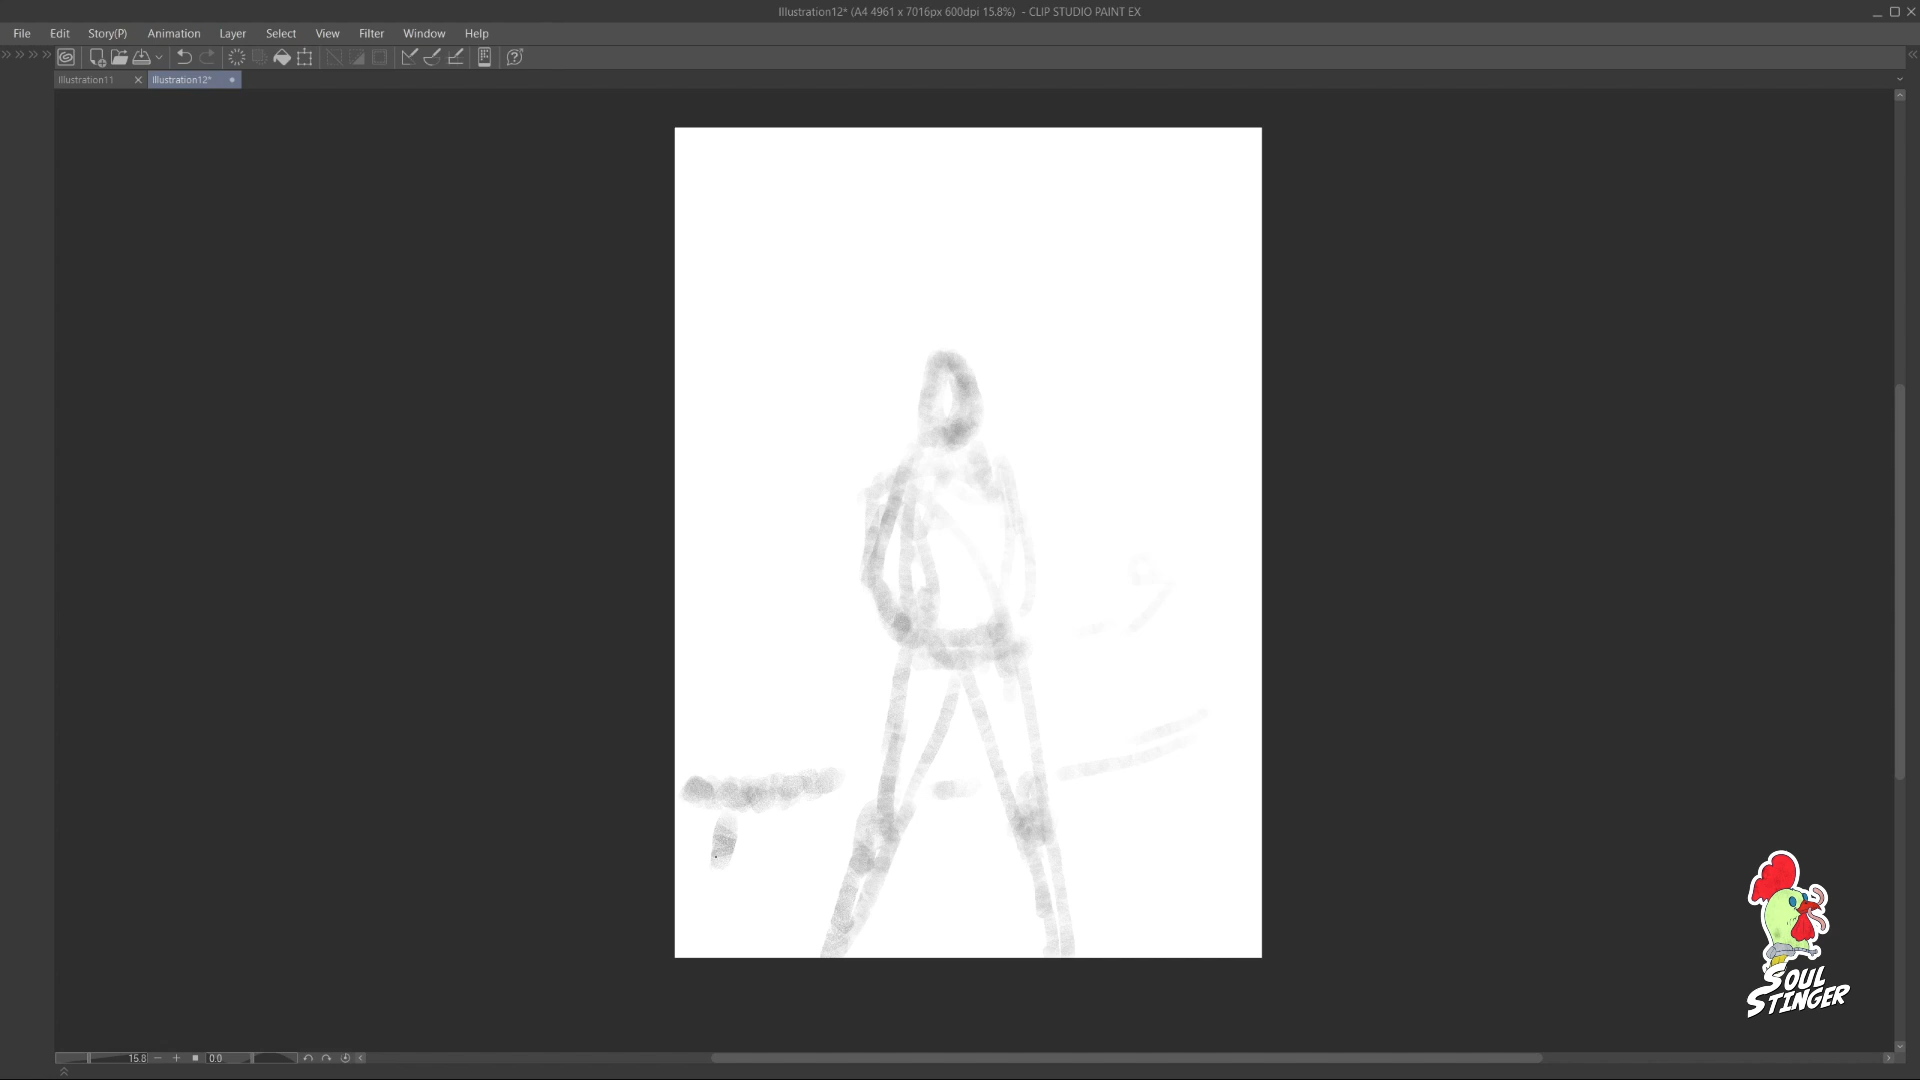 Illustration12* (A4 4961 x 7016px 600dpi 15.8%) - CLIP STUDIO PAINT EX
File Edit Story(P) Animation Layer Select View Filter Window Help
Illustration11 Illustration12*
SOUL
STINGER
15.8 0.0